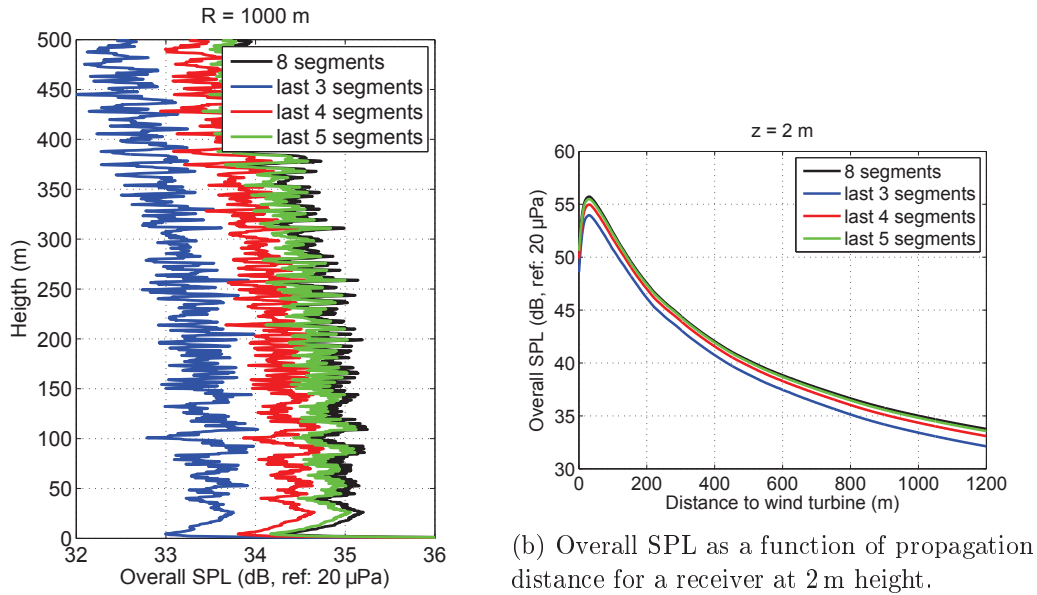 R = 1000 m
500
450
400
350
300
250
200
150
100
50
0
Heigth (m)
8 segments
last 3 segments
last 4 segments
last 5 segments
32 33 34 35 36
Overall SPL (dB, ref: 20 µPa)
z = 2 m
60
55
50
45
40
35
30
Overall SPL (dB, ref: 20 µPa)
8 segments
last 3 segments
last 4 segments
last 5 segments
0 200 400 600 800 1000 1200
Distance to wind turbine (m)
(b) Overall SPL as a function of propagation
distance for a receiver at 2 m height.